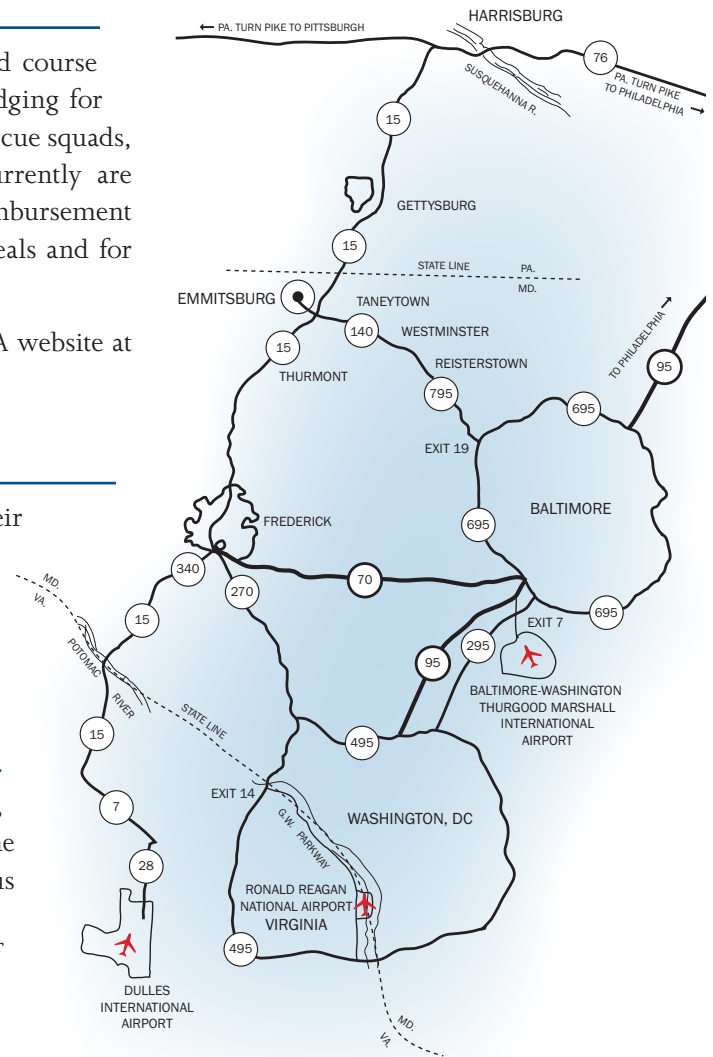 d course
dging for
cue squads,
urrently are
mbursement
eals and for
A website at
eir
,
ne
us
r
← PA. TURN PIKE TO PITTSBURGH
HARRISBURG
76
PA. TURN PIKE
TO PHILADELPHIA →
SUSQUEHANNA R.
15
GETTYSBURG
15
STATE LINE
PA.
MD.
EMMITSBURG
TANEYTOWN
140
WESTMINSTER
15
THURMONT
REISTERSTOWN
795
TO PHILADELPHIA →
95
695
EXIT 19
BALTIMORE
695
FREDERICK
340
270
70
695
EXIT 7
MD.
VA.
15
295
95
BALTIMORE-WASHINGTON
THURGOOD MARSHALL
INTERNATIONAL
AIRPORT
POTOMAC
RIVER
STATE LINE
15
495
EXIT 14
7
G.W. PARKWAY
WASHINGTON, DC
28
RONALD REAGAN
NATIONAL AIRPORT
VIRGINIA
495
DULLES
INTERNATIONAL
AIRPORT
MD.
VA.